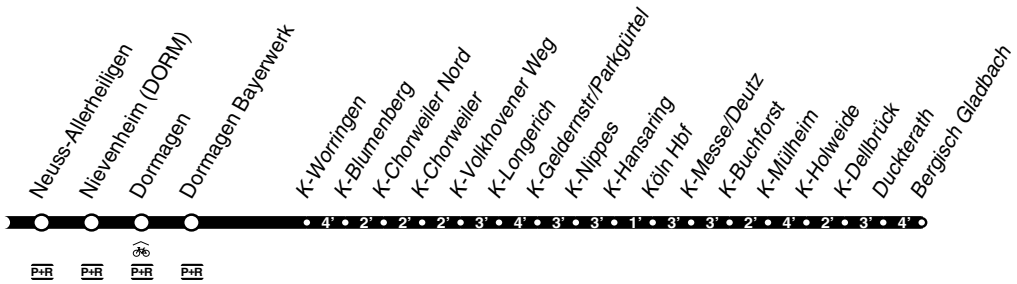 Neuss-Allerheiligen
Nievenheim (DORM)
Dormagen
Dormagen Bayerwerk
K-Worringen
K-Blumenberg
K-Chorweiler Nord
K-Chorweiler
K-Volkhovener Weg
K-Longerich
K-Geldernstr/Parkgürtel
K-Nippes
K-Hansaring
Köln Hbf
K-Messe/Deutz
K-Buchforst
K-Mülheim
K-Holweide
K-Dellbrück
Duckterath
Bergisch Gladbach
4' 2' 2' 2' 3' 4' 3' 3' 1' 3' 3' 2' 4' 2' 3' 4'
P+R P+R P+R P+R